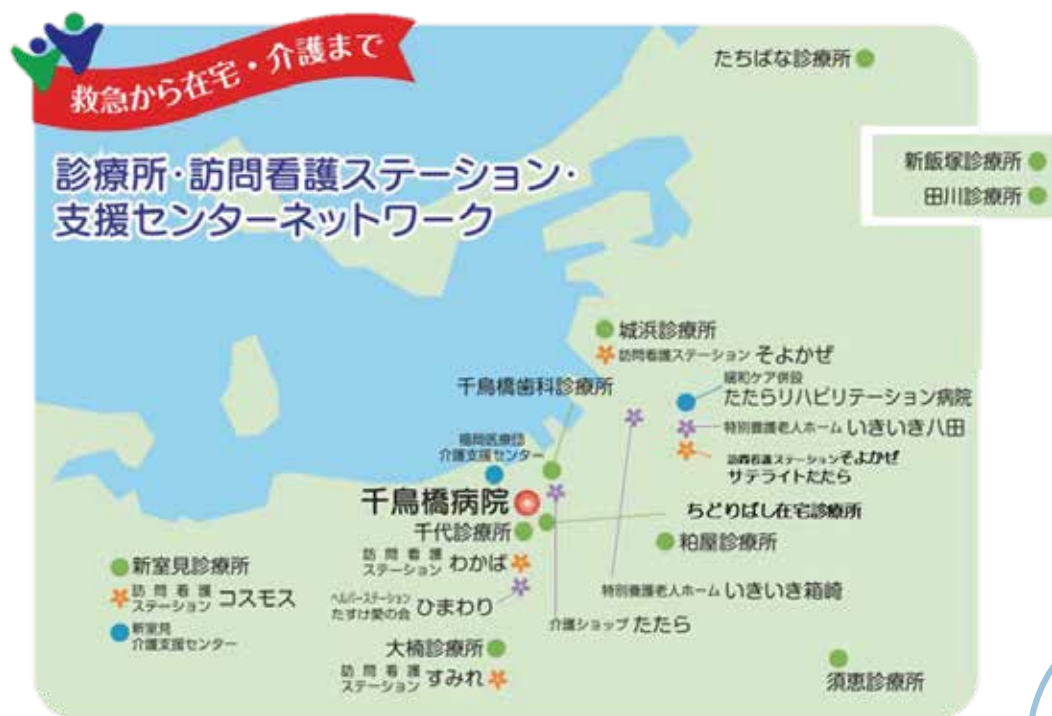 救急から在宅・介護まで
診療所・訪問看護ステーション・
支援センターネットワーク
たちばな診療所
新飯塚診療所
田川診療所
城浜診療所
訪問看護ステーション そよかぜ
千鳥橋歯科診療所
緩和ケア併設
たたらリハビリテーション病院
特別養護老人ホーム いきいき八田
訪問看護ステーションそよかぜ
サテライトたたら
福岡医療団
介護支援センター
千鳥橋病院
ちどりばし在宅診療所
千代診療所
粕屋診療所
訪問看護
ステーション わかば
新室見診療所
訪問看護
ステーション コスモス
新室見
介護支援センター
ヘルパーステーション
たすけ愛の会 ひまわり
特別養護老人ホーム いきいき箱崎
介護ショップ たたら
大楠診療所
訪問看護
ステーション すみれ
須恵診療所